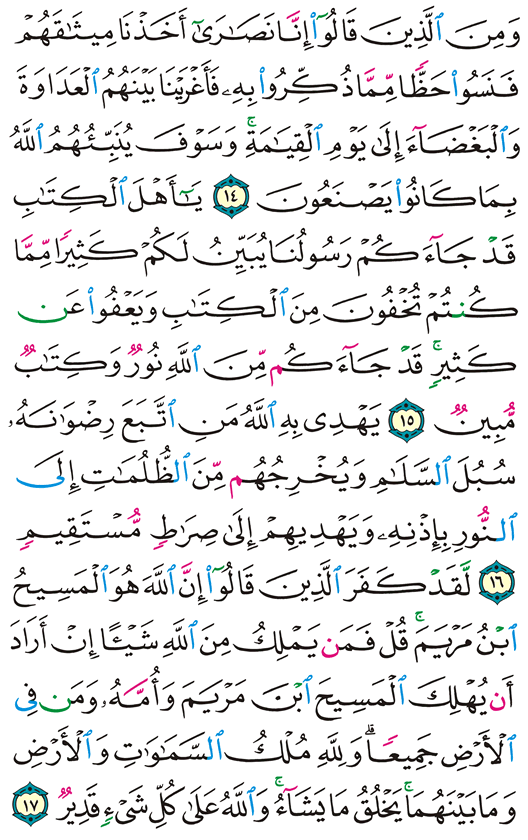 وَمِنَ ٱلَّذِينَ قَالُوٓا۟ إِنَّا نَصَـٰرَىٰٓ أَخَذْنَا مِيثَـٰقَهُمْ
فَنَسُوا۟ حَظًّا مِّمَّا ذُكِّرُوا۟ بِهِۦ فَأَغْرَيْنَا بَيْنَهُمُ ٱلْعَدَاوَةَ
وَٱلْبَغْضَآءَ إِلَىٰ يَوْمِ ٱلْقِيَـٰمَةِ ۚ وَسَوْفَ يُنَبِّئُهُمُ ٱللَّهُ
بِمَا كَانُوا۟ يَصْنَعُونَ ١٤ يَـٰٓأَهْلَ ٱلْكِتَـٰبِ
قَدْ جَآءَكُمْ رَسُولُنَا يُبَيِّنُ لَكُمْ كَثِيرًا مِّمَّا
كُنتُمْ تُخْفُونَ مِنَ ٱلْكِتَـٰبِ وَيَعْفُوا۟ عَن
كَثِيرٍ ۚ قَدْ جَآءَكُم مِّنَ ٱللَّهِ نُورٌ وَكِتَـٰبٌ
مُّبِينٌ ١٥ يَهْدِى بِهِ ٱللَّهُ مَنِ ٱتَّبَعَ رِضْوَٰنَهُۥ
سُبُلَ ٱلسَّلَـٰمِ وَيُخْرِجُهُم مِّنَ ٱلظُّلُمَـٰتِ إِلَى
ٱلنُّورِ بِإِذْنِهِۦ وَيَهْدِيهِمْ إِلَىٰ صِرَٰطٍ مُّسْتَقِيمٍ
١٦ لَّقَدْ كَفَرَ ٱلَّذِينَ قَالُوٓا۟ إِنَّ ٱللَّهَ هُوَ ٱلْمَسِيحُ
ٱبْنُ مَرْيَمَ ۚ قُلْ فَمَن يَمْلِكُ مِنَ ٱللَّهِ شَيْـًٔا إِنْ أَرَادَ
أَن يُهْلِكَ ٱلْمَسِيحَ ٱبْنَ مَرْيَمَ وَأُمَّهُۥ وَمَن فِى
ٱلْأَرْضِ جَمِيعًا ۗ وَلِلَّهِ مُلْكُ ٱلسَّمَـٰوَٰتِ وَٱلْأَرْضِ
وَمَا بَيْنَهُمَا ۚ يَخْلُقُ مَا يَشَآءُ ۚ وَٱللَّهُ عَلَىٰ كُلِّ شَىْءٍ قَدِيرٌ ١٧